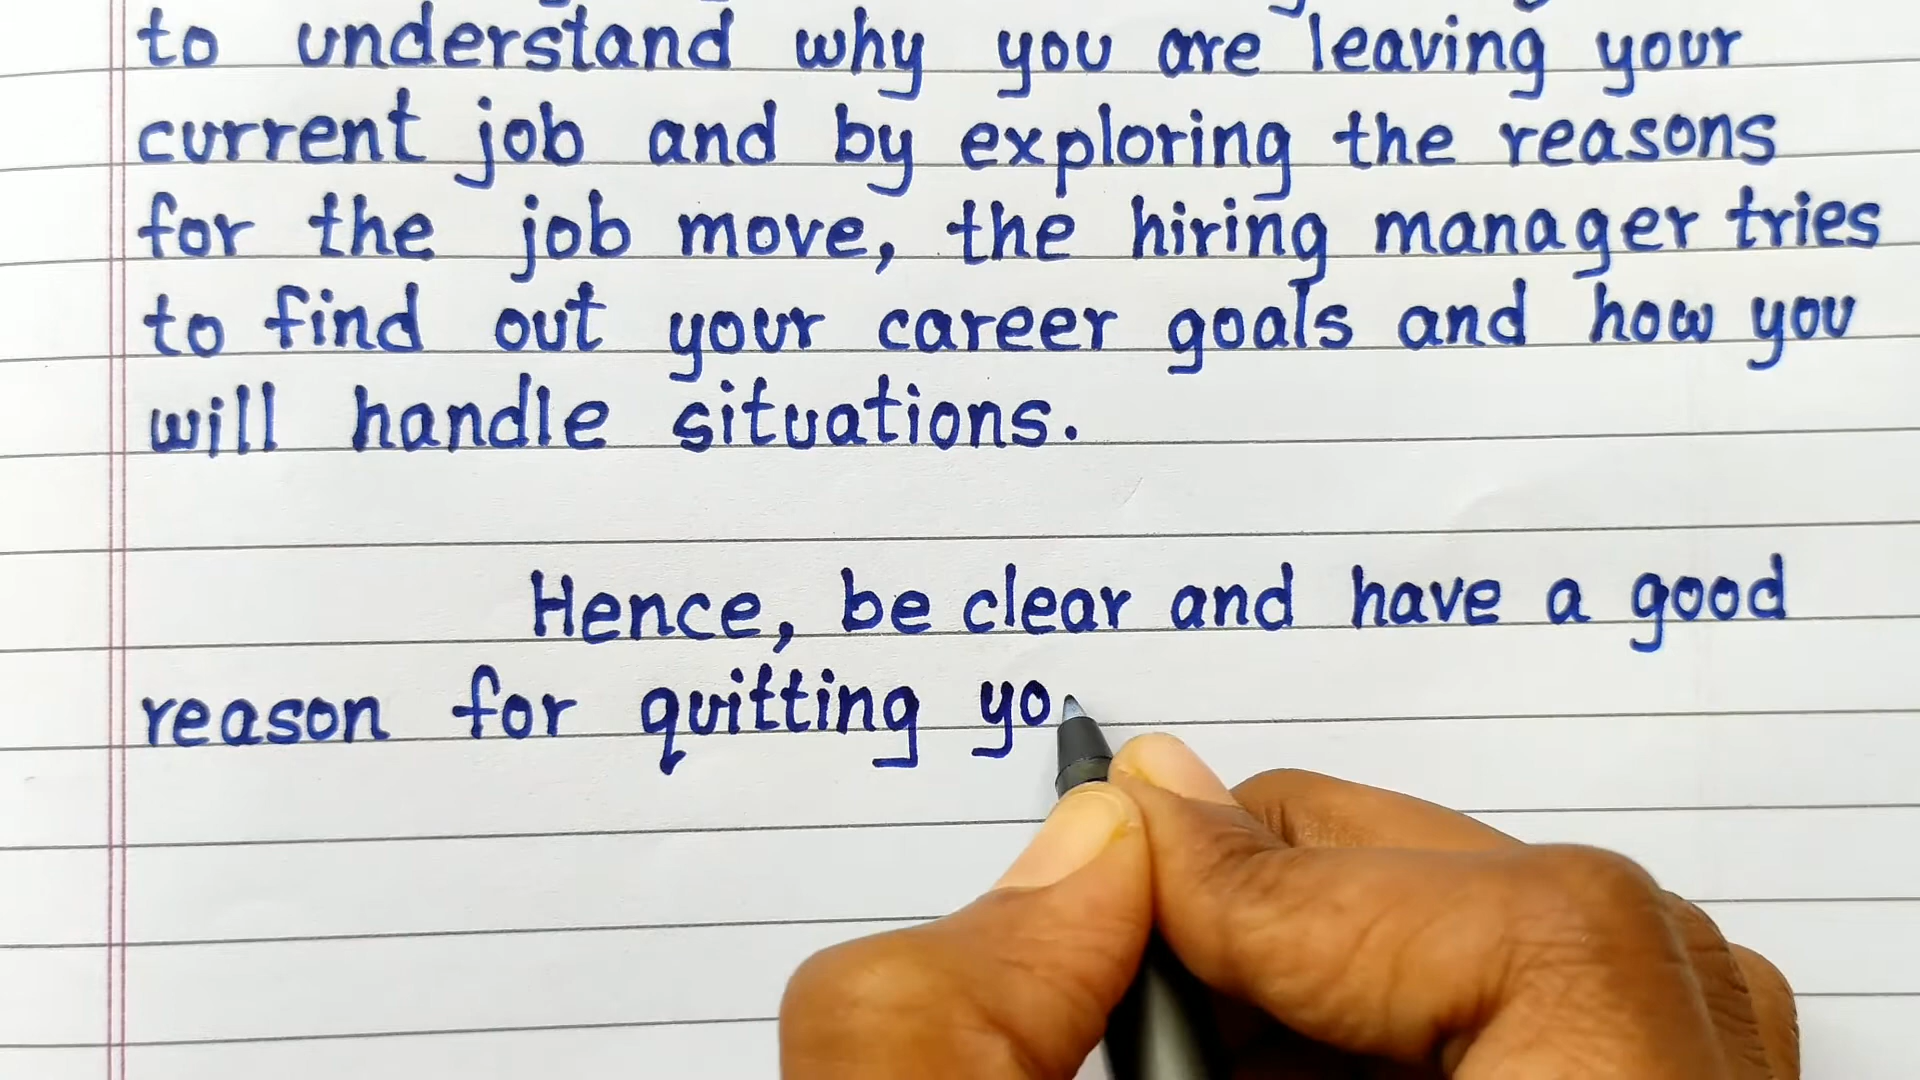 to understand why you are leaving your
current job and by exploring the reasons
for the job move, the hiring manager tries
to find out your career goals and how you
will handle situations.
Hence, be clear and have a good
reason for quitting yo